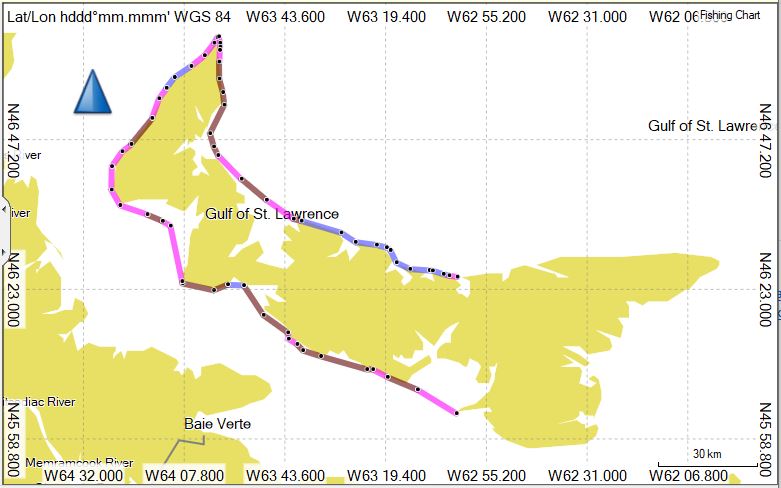 Lat/Lon hddd°mm.mmm' WGS 84 W63 43.600 W63 19.400 W62 55.200 W62 31.000 W62 Fishing Chart
N46 47.200
Gulf of St. Lawre
ver
iver
Gulf of St. Lawrence
N46 47.200
N46 23.000
N46 23.000
diac River
Baie Verte
N45 58.800
N45 58.800
Memramcook River
30 km
W64 32.000 W64 07.800 W63 43.600 W63 19.400 W62 55.200 W62 31.000 W62 06.800